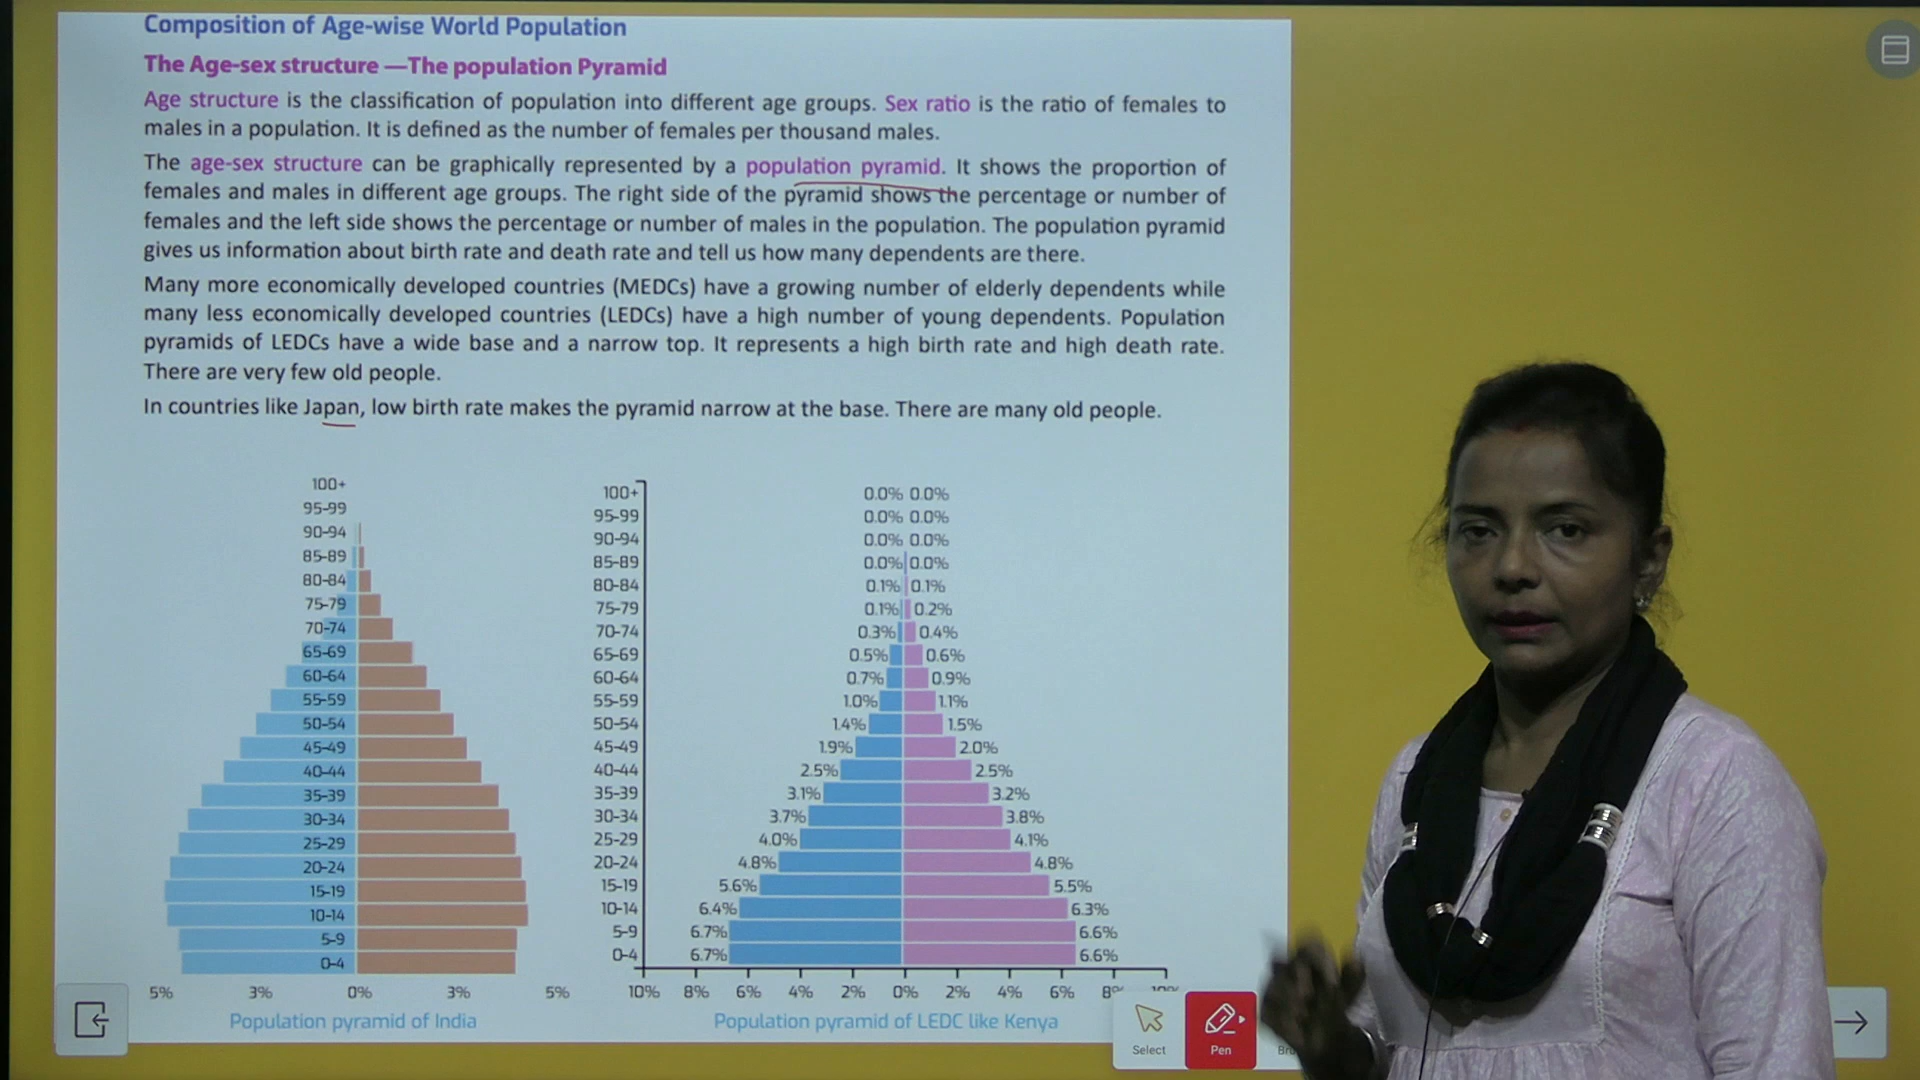 Composition of Age-wise World Population
The Age-sex structure —The population Pyramid
Age structure is the classification of population into different age groups. Sex ratio is the ratio of females to
males in a population. It is defined as the number of females per thousand males.
The age-sex structure can be graphically represented by a population pyramid. It shows the proportion of
females and males in different age groups. The right side of the pyramid shows the percentage or number of
females and the left side shows the percentage or number of males in the population. The population pyramid
gives us information about birth rate and death rate and tell us how many dependents are there.
Many more economically developed countries (MEDCs) have a growing number of elderly dependents while
many less economically developed countries (LEDCs) have a high number of young dependents. Population
pyramids of LEDCs have a wide base and a narrow top. It represents a high birth rate and high death rate.
There are very few old people.
In countries like Japan, low birth rate makes the pyramid narrow at the base. There are many old people.
100+
95-99
90-94
85-89
80-84
75-79
70-74
65-69
60-64
55-59
50-54
45-49
40-44
35-39
30-34
25-29
20-24
15-19
10-14
5-9
0-4
5% 3% 0% 3% 5%
Population pyramid of India
100+ 0.0% 0.0%
95-99 0.0% 0.0%
90-94 0.0% 0.0%
85-89 0.0% 0.0%
80-84 0.1% 0.1%
75-79 0.1% 0.2%
70-74 0.3% 0.4%
65-69 0.5% 0.6%
60-64 0.7% 0.9%
55-59 1.0% 1.1%
50-54 1.4% 1.5%
45-49 1.9% 2.0%
40-44 2.5% 2.5%
35-39 3.1% 3.2%
30-34 3.7% 3.8%
25-29 4.0% 4.1%
20-24 4.8% 4.8%
15-19 5.6% 5.5%
10-14 6.4% 6.3%
5-9 6.7% 6.6%
0-4 6.7% 6.6%
10% 8% 6% 4% 2% 0% 2% 4% 6%
Population pyramid of LEDC like Kenya
Select
Pen